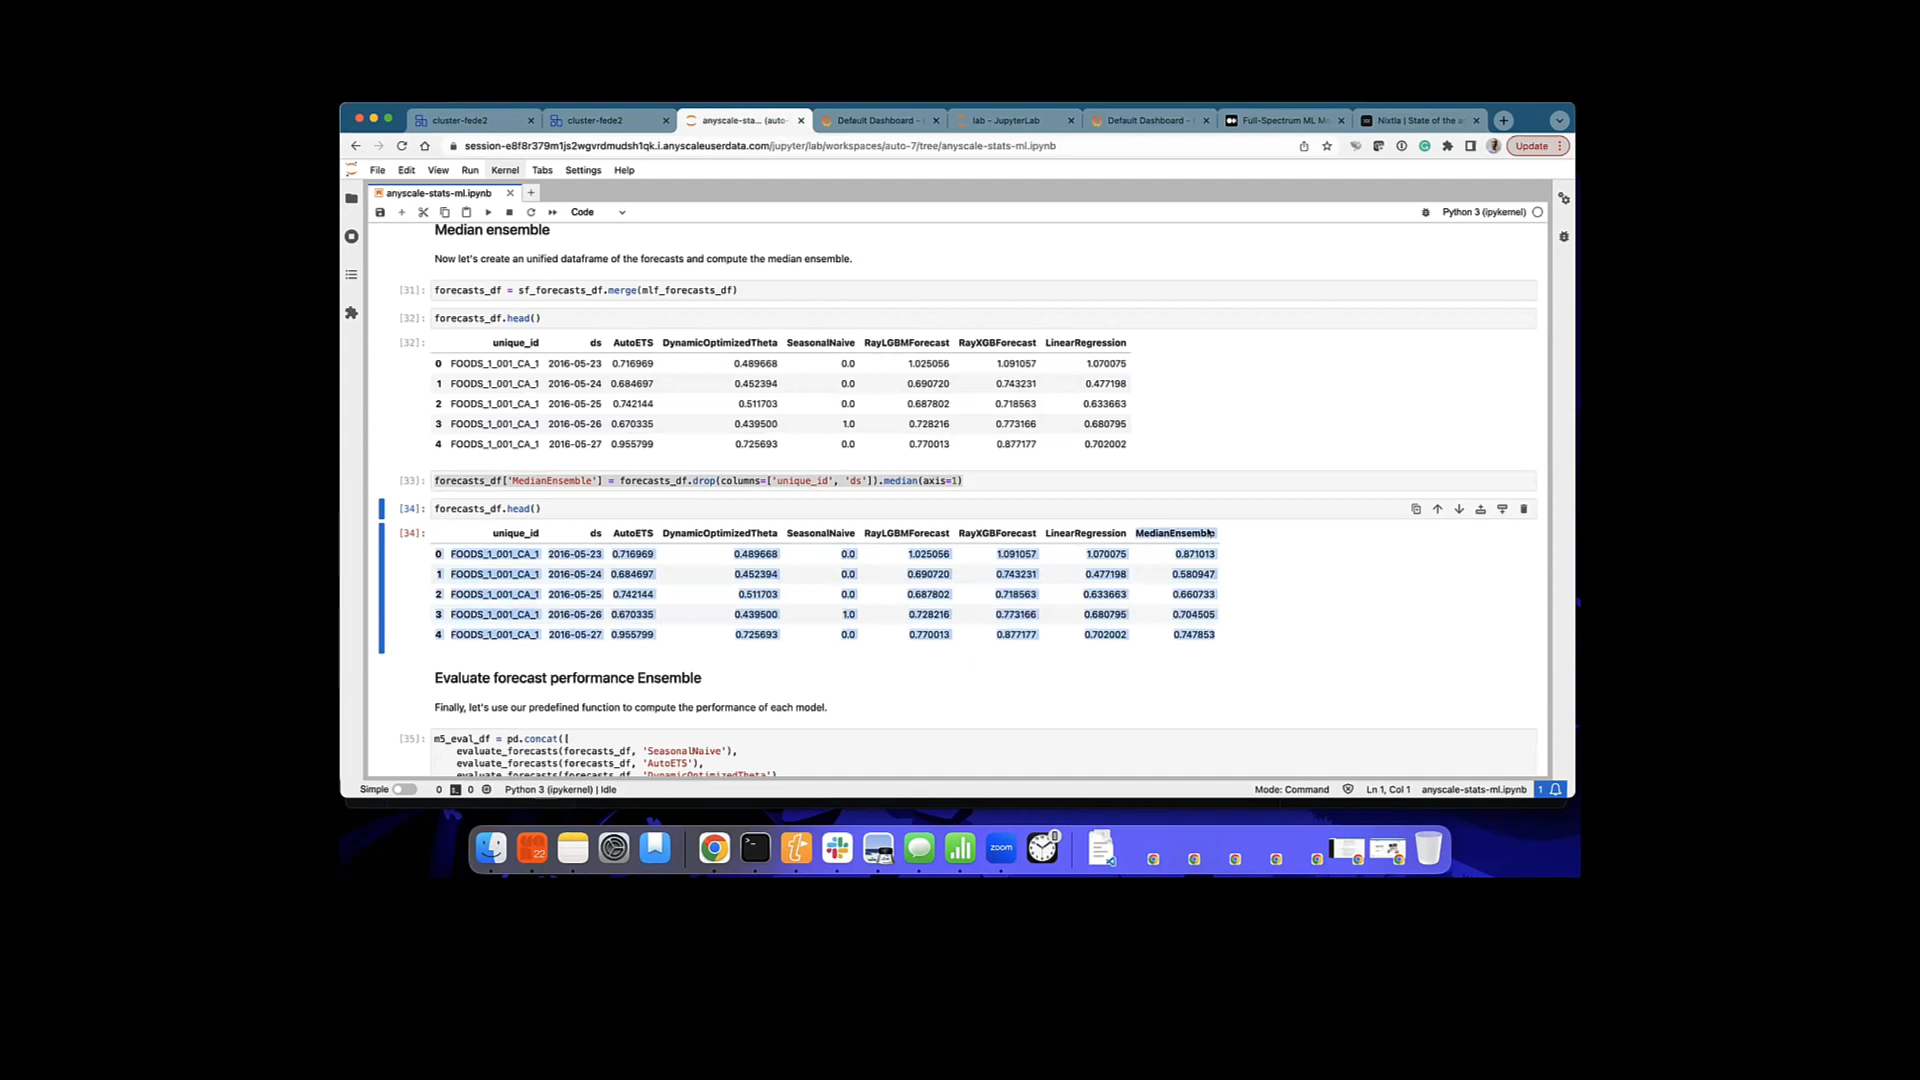 cluster-fede2
cluster-fede2
anyscale-sta... (auto-
Default Dashboard -
lab - JupyterLab
Default Dashboard -
Full-Spectrum ML M
Nixtla | State of the a
session-e8f8r379m1js2wgvrdmudsh1qk.i.anyscaleuserdata.com/jupyter/lab/workspaces/auto-7/tree/anyscale-stats-ml.ipynb
Update
File Edit View Run Kernel Tabs Settings Help
anyscale-stats-ml.ipynb
Code
Python 3 (ipykernel)
Median ensemble
Now let's create an unified dataframe of the forecasts and compute the median ensemble.
[31]: forecasts_df = sf_forecasts_df.merge(mlf_forecasts_df)
[32]: forecasts_df.head()
[32]: unique_id ds AutoETS DynamicOptimizedTheta SeasonalNaive RayLGBMForecast RayXGBForecast LinearRegression
0 FOODS_1_001_CA_1 2016-05-23 0.716969 0.489668 0.0 1.025056 1.091057 1.070075
1 FOODS_1_001_CA_1 2016-05-24 0.684697 0.452394 0.0 0.690720 0.743231 0.477198
2 FOODS_1_001_CA_1 2016-05-25 0.742144 0.511703 0.0 0.687802 0.718563 0.633663
3 FOODS_1_001_CA_1 2016-05-26 0.670335 0.439500 1.0 0.728216 0.773166 0.680795
4 FOODS_1_001_CA_1 2016-05-27 0.955799 0.725693 0.0 0.770013 0.877177 0.702002
[33]: forecasts_df['MedianEnsemble'] = forecasts_df.drop(columns=['unique_id', 'ds']).median(axis=1)
[34]: forecasts_df.head()
[34]: unique_id ds AutoETS DynamicOptimizedTheta SeasonalNaive RayLGBMForecast RayXGBForecast LinearRegression MedianEnsemble
0 FOODS_1_001_CA_1 2016-05-23 0.716969 0.489668 0.0 1.025056 1.091057 1.070075 0.871013
1 FOODS_1_001_CA_1 2016-05-24 0.684697 0.452394 0.0 0.690720 0.743231 0.477198 0.580947
2 FOODS_1_001_CA_1 2016-05-25 0.742144 0.511703 0.0 0.687802 0.718563 0.633663 0.660733
3 FOODS_1_001_CA_1 2016-05-26 0.670335 0.439500 1.0 0.728216 0.773166 0.680795 0.704505
4 FOODS_1_001_CA_1 2016-05-27 0.955799 0.725693 0.0 0.770013 0.877177 0.702002 0.747853
Evaluate forecast performance Ensemble
Finally, let's use our predefined function to compute the performance of each model.
[35]: m5_eval_df = pd.concat([
evaluate_forecasts(forecasts_df, 'SeasonalNaive'),
evaluate_forecasts(forecasts_df, 'AutoETS'),
evaluate_forecasts(forecasts_df, 'DynamicOptimizedTheta')
Simple 0 0 Python 3 (ipykernel) | Idle Mode: Command Ln 1, Col 1 anyscale-stats-ml.ipynb 1
22
zoom